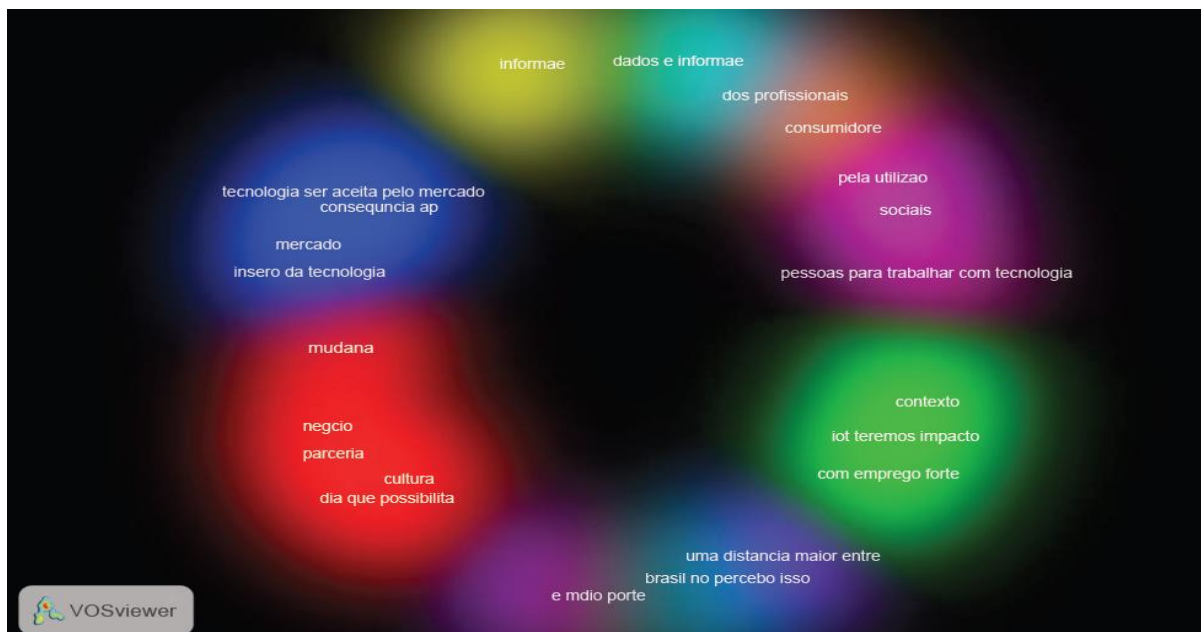 informae
dados e informae
dos profissionais
consumidore
pela utilizao
tecnologia ser aceita pelo mercado
consequncia ap
sociais
mercado
insero da tecnologia
pessoas para trabalhar com tecnologia
mudana
contexto
negcio
iot teremos impacto
parceria
com emprego forte
cultura
dia que possibilita
uma distancia maior entre
brasil no percebo isso
e mdio porte
VOSviewer